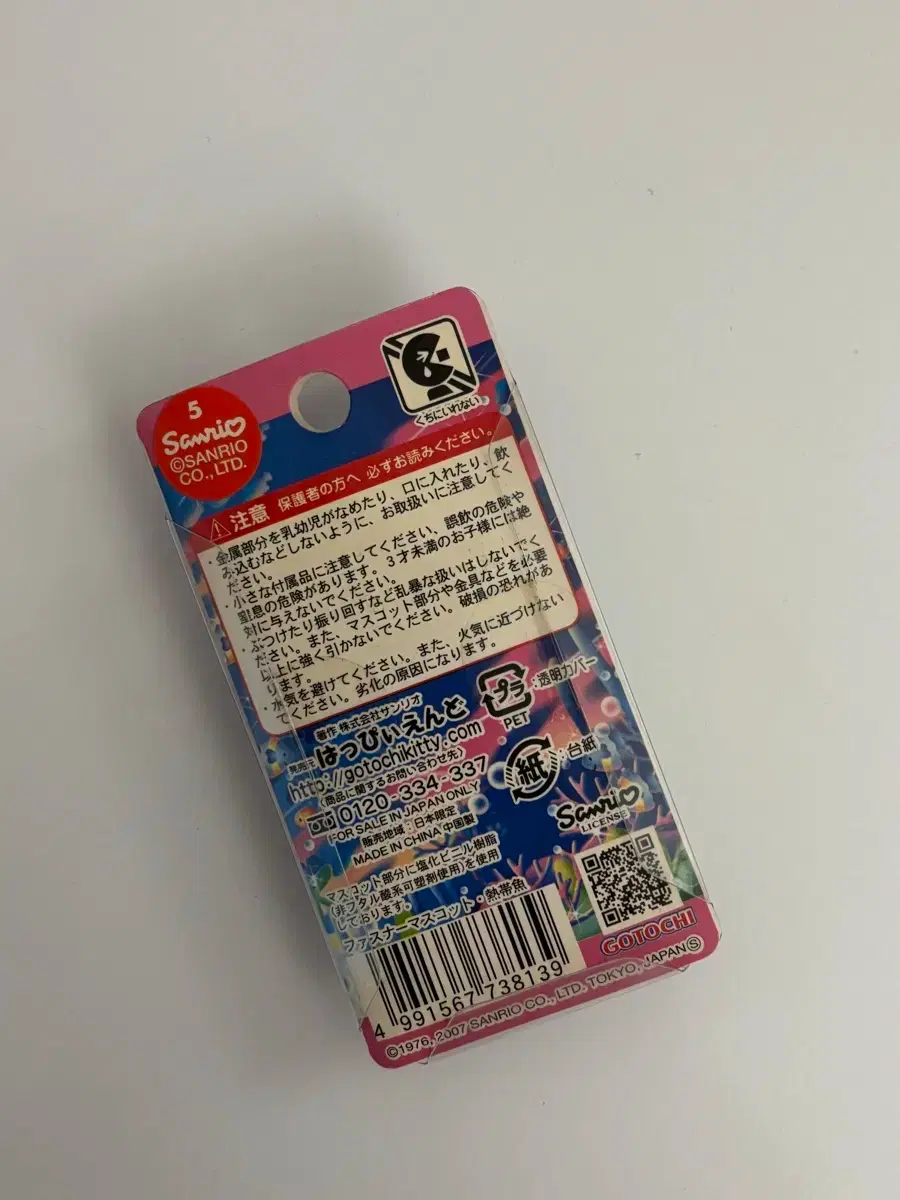 5
Sanrio
©SANRIO
CO., LTD.
くちにいれない
注意 保護者の方へ 必ずお読みください。
・金属部分を乳幼児がなめたり、口に入れたり、飲
み込むなどしないように、お取扱いに注意してく
ださい。
・小さな付属品に注意してください、誤飲の危険や
窒息の危険があります。3才未満のお子様には絶
対に与えないでください。
・ぶつけたり振り回すなど乱暴な扱いはしないでく
ださい。また、マスコット部分や金具などを必要
以上に強く引かないでください。破損の恐れがあ
ります。
・水気を避けてください。また、火気に近づけない
でください。劣化の原因になります。
著作 株式会社サンリオ
発売元 はっぴぃえんど
http://gotochikitty.com
〈商品に関するお問い合わせ先〉
0120-334-337
FOR SALE IN JAPAN ONLY
販売地域：日本限定
MADE IN CHINA 中国製
プラ :透明カバー
PET
紙 :台紙
Sanrio
LICENSE
マスコット部分に塩化ビニル樹脂
(非フタル酸系可塑剤使用)を使用
しております。
ファスナーマスコット・熱帯魚
GOTOCHI
4 991567 738139
©1976, 2007 SANRIO CO., LTD. TOKYO, JAPAN Ⓢ